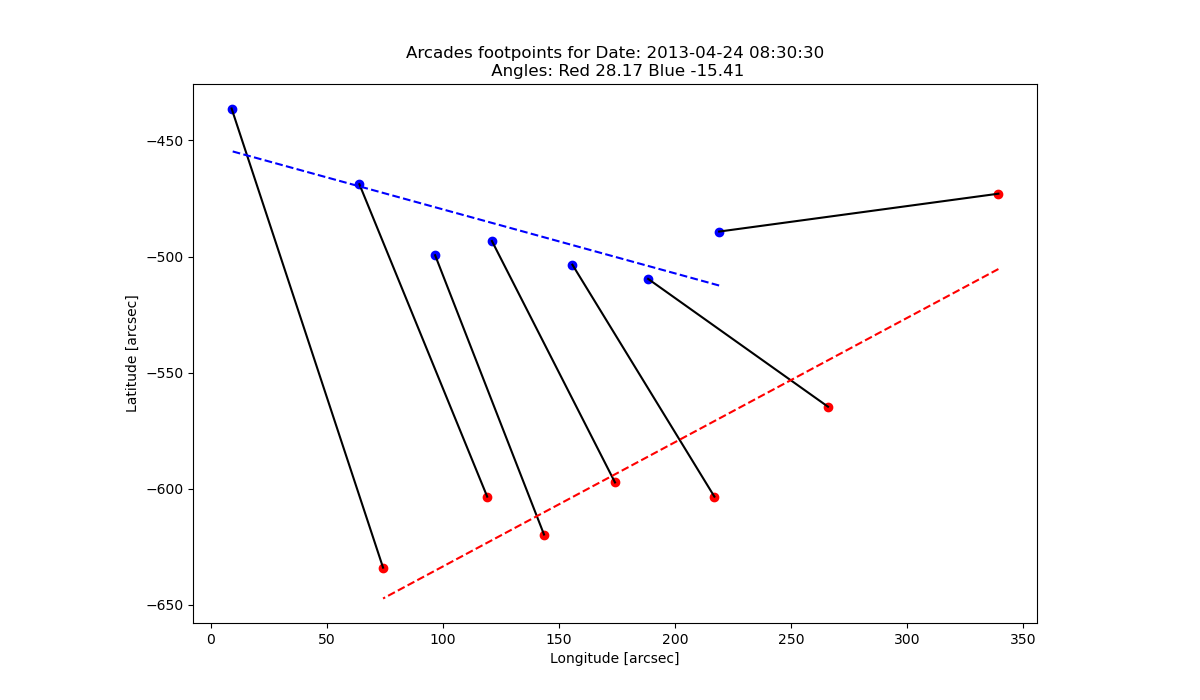 Arcades footpoints for Date: 2013-04-24 08:30:30
Angles: Red 28.17 Blue -15.41
−450
−500
−550
−600
−650
Latitude [arcsec]
0 50 100 150 200 250 300 350
Longitude [arcsec]